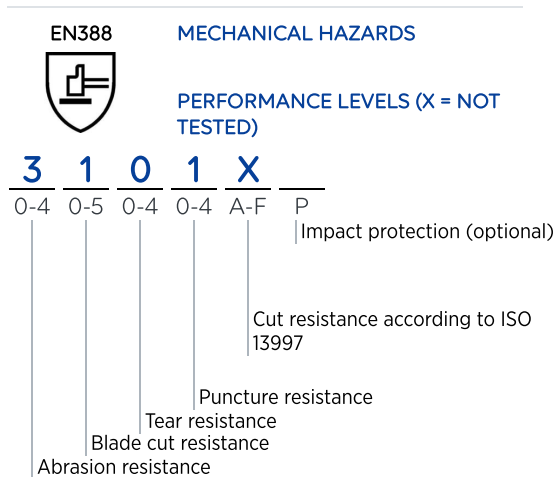 EN388
MECHANICAL HAZARDS
PERFORMANCE LEVELS (X = NOT
TESTED)
3 1 0 1 X
0-4 0-5 0-4 0-4 A-F P
Impact protection (optional)
Cut resistance according to ISO
13997
Puncture resistance
Tear resistance
Blade cut resistance
Abrasion resistance